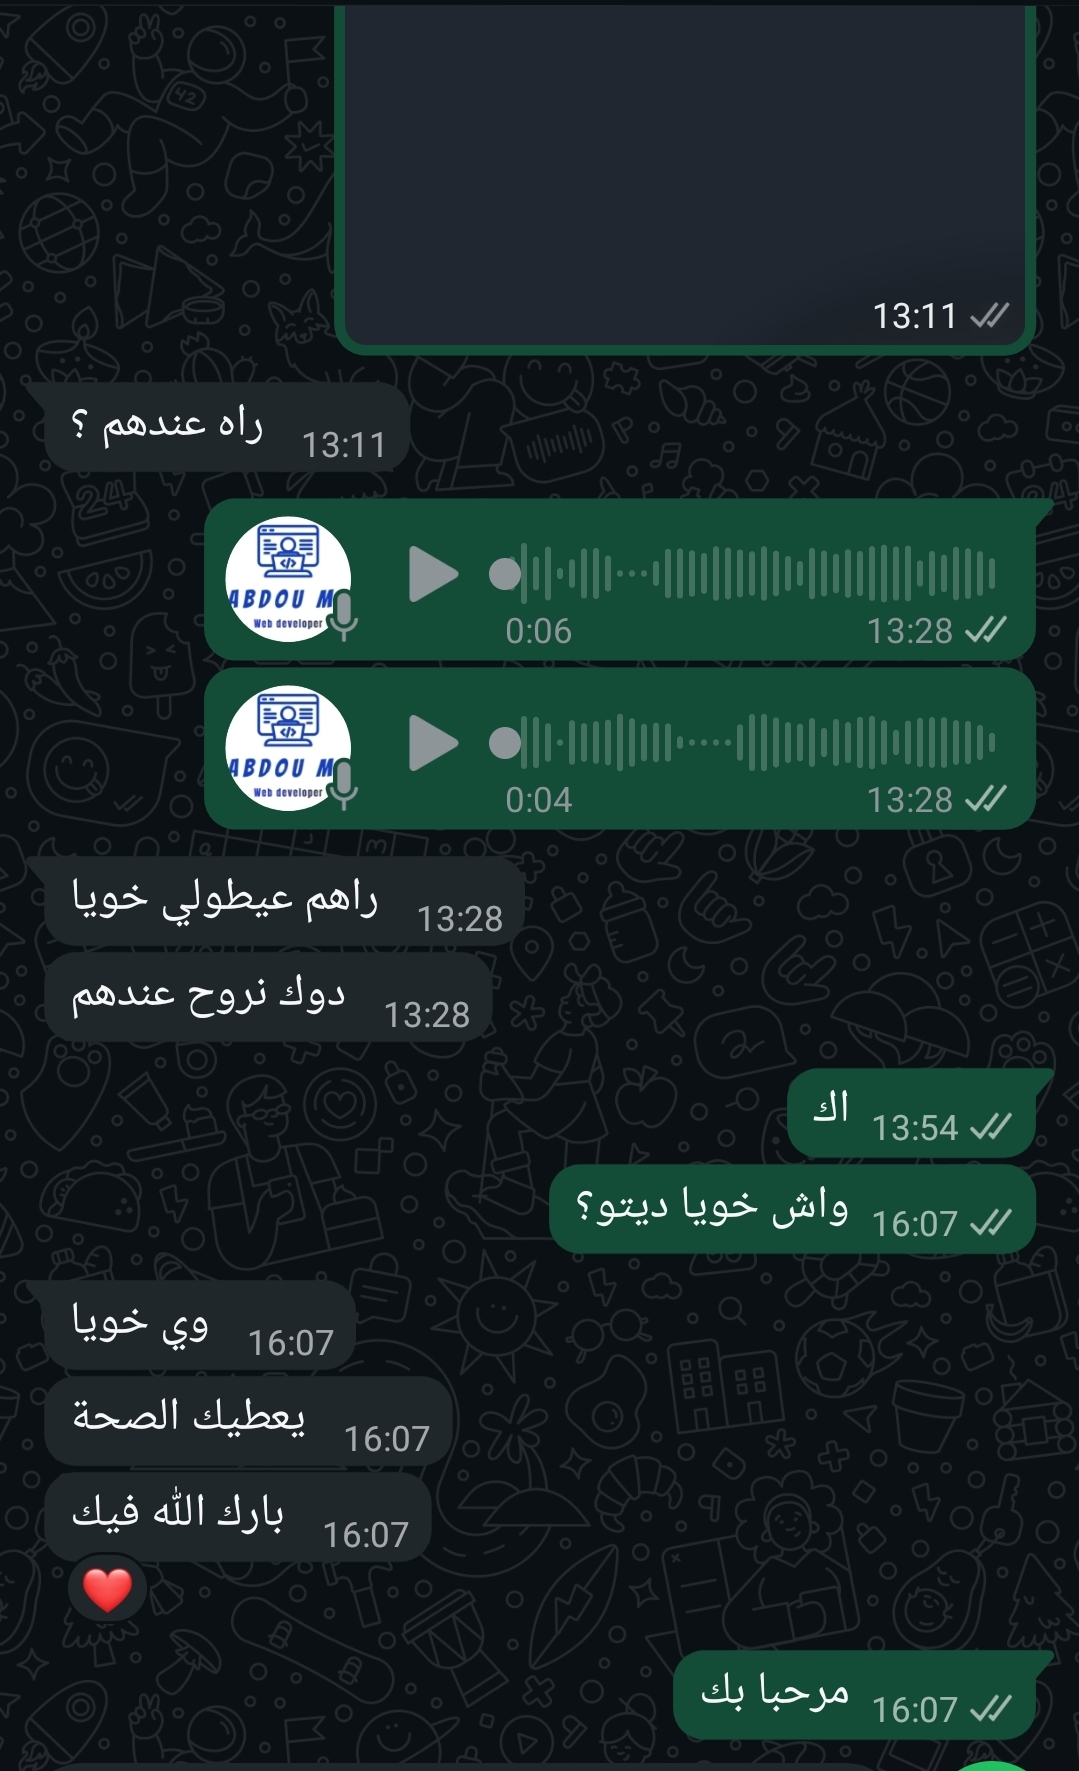 13:11
راه عندهم ؟
13:11
ABDOU M
Web developer
0:06
13:28
ABDOU M
Web developer
0:04
13:28
راهم عيطولي خويا
13:28
دوك نروح عندهم
13:28
اك
13:54
واش خويا ديتو؟
16:07
وي خويا
16:07
يعطيك الصحة
16:07
بارك الله فيك
16:07
مرحبا بك
16:07